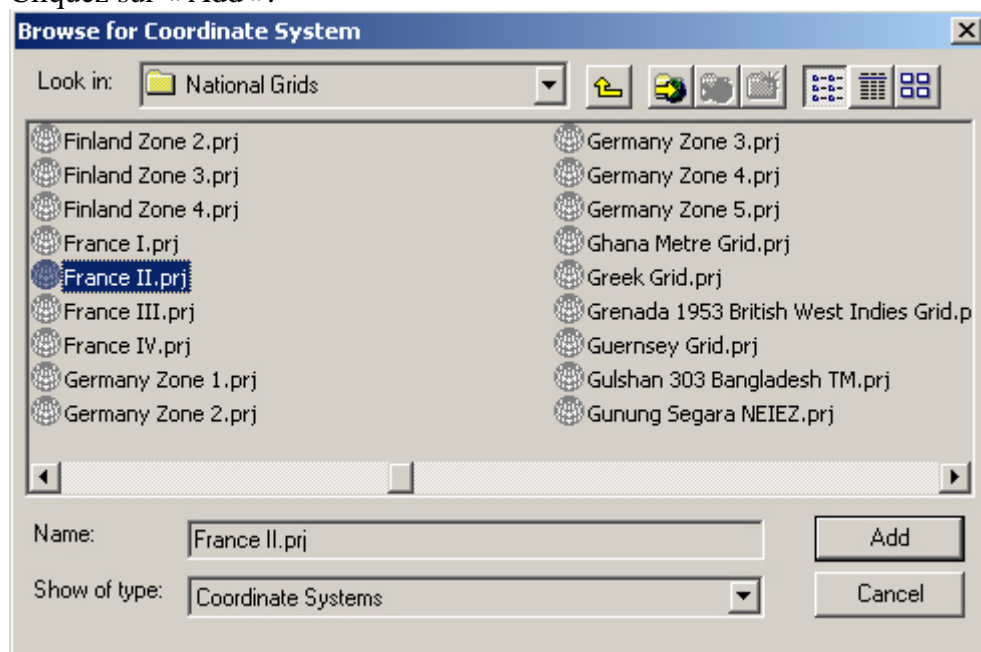 Cliquez sur « Add ».
Browse for Coordinate System
Look in: National Grids
Finland Zone 2.prj
Finland Zone 3.prj
Finland Zone 4.prj
France I.prj
France II.prj
France III.prj
France IV.prj
Germany Zone 1.prj
Germany Zone 2.prj
Germany Zone 3.prj
Germany Zone 4.prj
Germany Zone 5.prj
Ghana Metre Grid.prj
Greek Grid.prj
Grenada 1953 British West Indies Grid.p
Guernsey Grid.prj
Gulshan 303 Bangladesh TM.prj
Gunung Segara NEIEZ.prj
Name: France II.prj
Add
Show of type: Coordinate Systems
Cancel